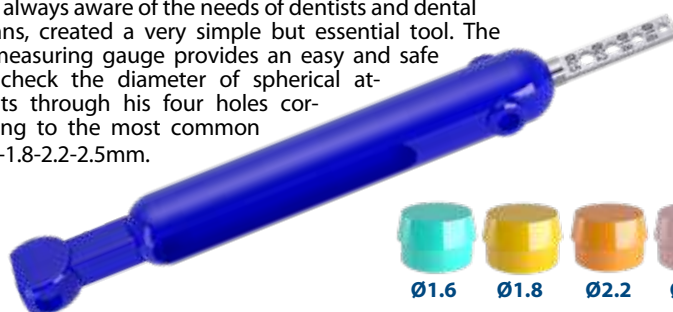 always aware of the needs of dentists and dental
ans, created a very simple but essential tool. The
measuring gauge provides an easy and safe
check the diameter of spherical at-
ts through his four holes cor-
ng to the most common
-1.8-2.2-2.5mm.
Ø1.6 Ø1.8 Ø2.2